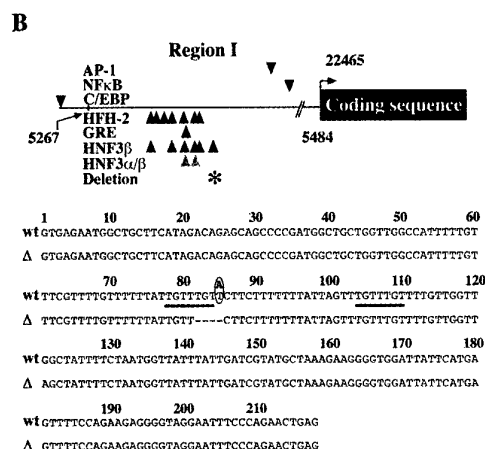 B
Region I
AP-1
NFκB
C/EBP
22465
Coding sequence
5267
5484
HFH-2
GRE
HNF3β
HNF3α/β
Deletion *
1 10 20 30 40 50 60
wt GTGAGAATGGCTGCTTCATAGACAGAGCAGCCCCGATGGCTGCTGGTTGGCCATTTTTGT
Δ GTGAGAATGGCTGCTTCATAGACAGAGCAGCCCCGATGGCTGCTGGTTGGCCATTTTTGT
70 80 90 100 110 120
wt TTCGTTTTGTTTTTTATTGTTTGTTCTTCTTTTTTTATTAGTTTGTTTGTTTTGTTGGTT
Δ TTCGTTTTGTTTTTTATTGTT----CTTCTTTTTTTATTAGTTTGTTTGTTTTGTTGGTT
130 140 150 160 170 180
wt GGCTATTTTCTAATGGTTATTTATTGATCGTATGCTAAAGAAGGGGTGGATTATTCATGA
Δ AGCTATTTTCTAATGGTTATTTATTGATCGTATGCTAAAGAAGGGGTGGATTATTCATGA
190 200 210
wt GTTTTCCAGAAGAGGGGTAGGAATTTCCCAGAACTGAG
Δ GTTTTCCAGAAGAGGGGTAGGAATTTCCCAGAACTGAG